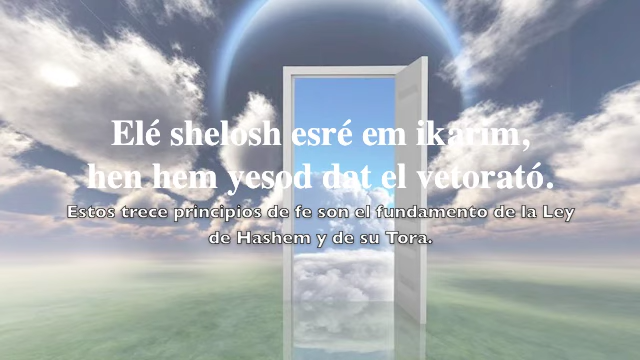 Elé shelosh esré em ikarim,
hen hem yesod dat el vetorató.
Estos trece principios de fe son el fundamento de la Ley
de Hashem y de su Tora.